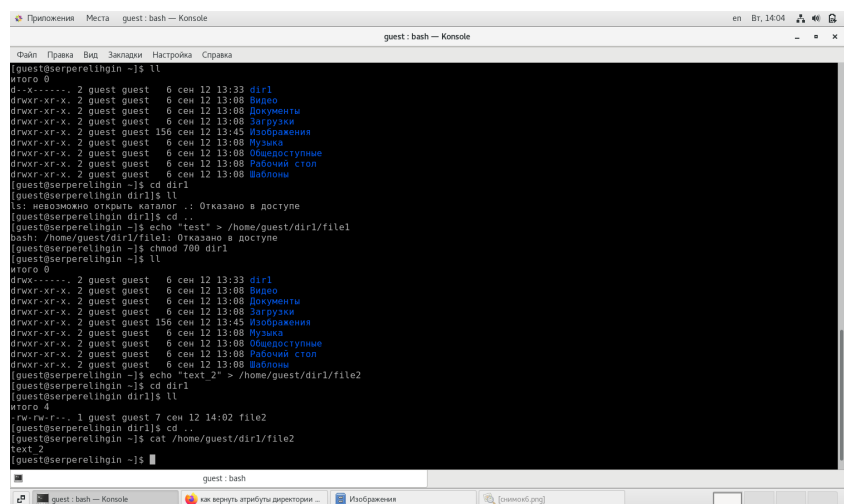 Приложения Места guest : bash — Konsole en Вт, 14:04
guest : bash — Konsole
Файл Правка Вид Закладки Настройка Справка
[guest@serperelihgin ~]$ ll
итого 0
d--x------. 2 guest guest 6 сен 12 13:33 dir1
drwxr-xr-x. 2 guest guest 6 сен 12 13:08 Видео
drwxr-xr-x. 2 guest guest 6 сен 12 13:08 Документы
drwxr-xr-x. 2 guest guest 6 сен 12 13:08 Загрузки
drwxr-xr-x. 2 guest guest 156 сен 12 13:45 Изображения
drwxr-xr-x. 2 guest guest 6 сен 12 13:08 Музыка
drwxr-xr-x. 2 guest guest 6 сен 12 13:08 Общедоступные
drwxr-xr-x. 2 guest guest 6 сен 12 13:08 Рабочий стол
drwxr-xr-x. 2 guest guest 6 сен 12 13:08 Шаблоны
[guest@serperelihgin ~]$ cd dir1
[guest@serperelihgin dir1]$ ll
ls: невозможно открыть каталог .: Отказано в доступе
[guest@serperelihgin dir1]$ cd ..
[guest@serperelihgin ~]$ echo "test" > /home/guest/dir1/file1
bash: /home/guest/dir1/file1: Отказано в доступе
[guest@serperelihgin ~]$ chmod 700 dir1
[guest@serperelihgin ~]$ ll
итого 0
drwx------. 2 guest guest 6 сен 12 13:33 dir1
drwxr-xr-x. 2 guest guest 6 сен 12 13:08 Видео
drwxr-xr-x. 2 guest guest 6 сен 12 13:08 Документы
drwxr-xr-x. 2 guest guest 6 сен 12 13:08 Загрузки
drwxr-xr-x. 2 guest guest 156 сен 12 13:45 Изображения
drwxr-xr-x. 2 guest guest 6 сен 12 13:08 Музыка
drwxr-xr-x. 2 guest guest 6 сен 12 13:08 Общедоступные
drwxr-xr-x. 2 guest guest 6 сен 12 13:08 Рабочий стол
drwxr-xr-x. 2 guest guest 6 сен 12 13:08 Шаблоны
[guest@serperelihgin ~]$ echo "text_2" > /home/guest/dir1/file2
[guest@serperelihgin ~]$ cd dir1
[guest@serperelihgin dir1]$ ll
итого 4
-rw-rw-r--. 1 guest guest 7 сен 12 14:02 file2
[guest@serperelihgin dir1]$ cd ..
[guest@serperelihgin ~]$ cat /home/guest/dir1/file2
text_2
[guest@serperelihgin ~]$
guest : bash
guest : bash — Konsole как вернуть атрибуты директории ... Изображения [снимок6.png]